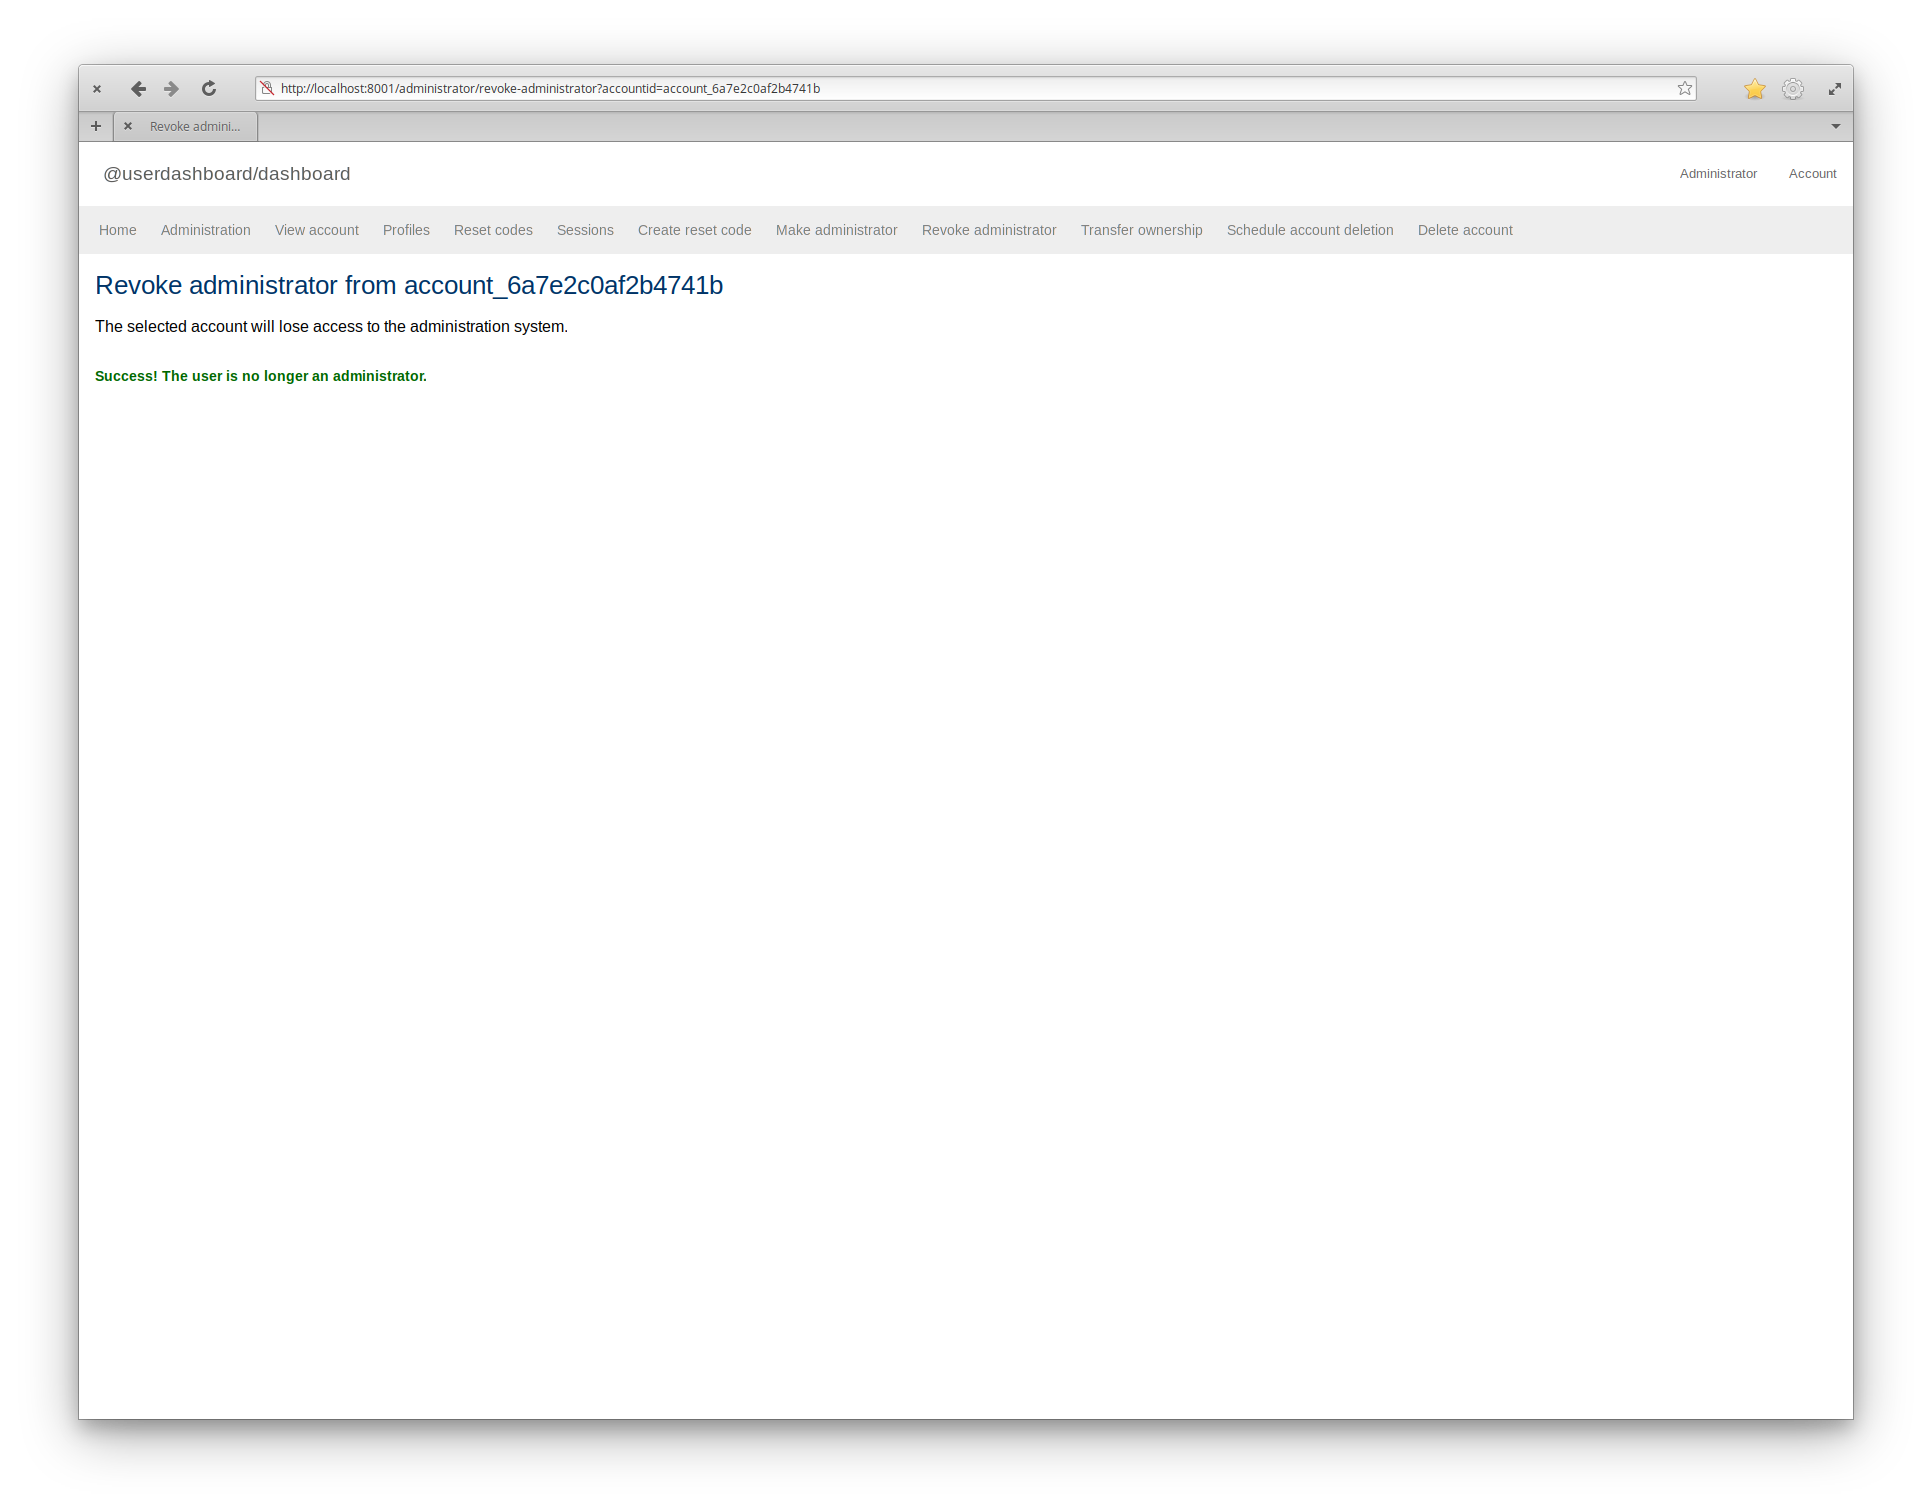 http://localhost:8001/administrator/revoke-administrator?accountid=account_6a7e2c0af2b4741b
Revoke admini...
@userdashboard/dashboard
Administrator Account
Home Administration View account Profiles Reset codes Sessions Create reset code Make administrator Revoke administrator Transfer ownership Schedule account deletion Delete account
Revoke administrator from account_6a7e2c0af2b4741b
The selected account will lose access to the administration system.
Success! The user is no longer an administrator.